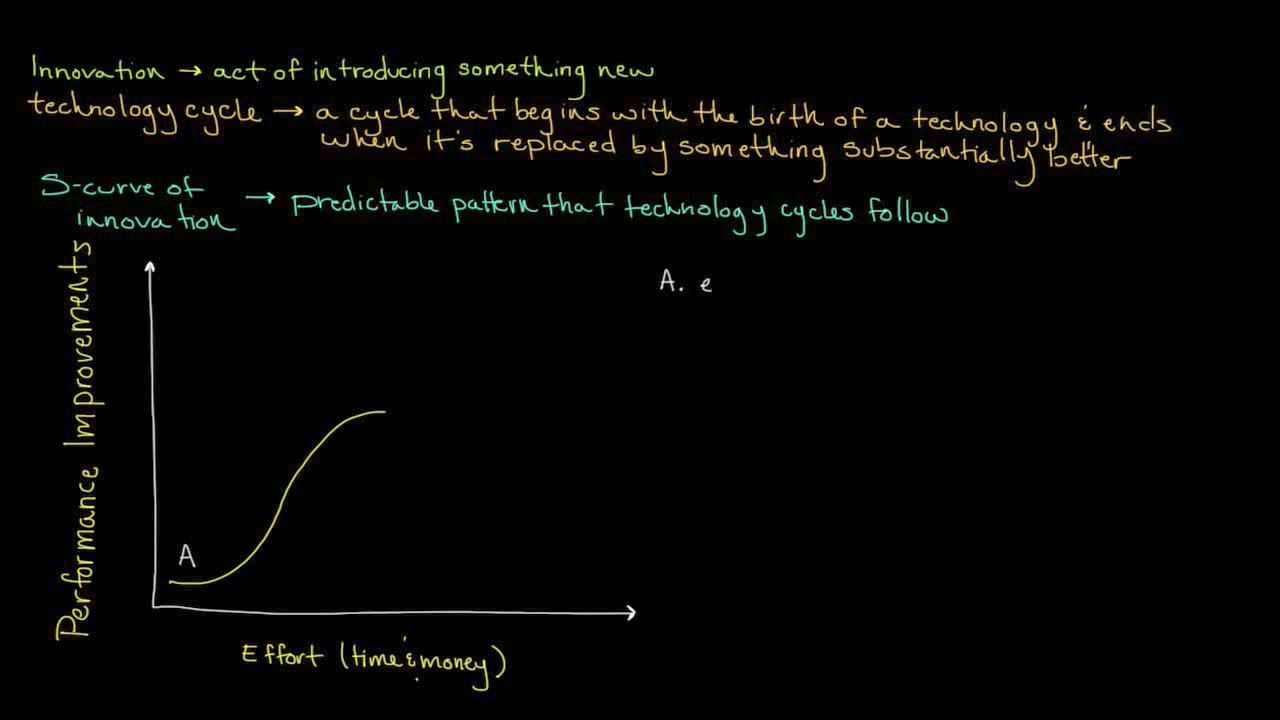 Innovation → act of introducing something new
technology cycle → a cycle that begins with the birth of a technology & ends
when it's replaced by something substantially better
S-curve of
innovation → predictable pattern that technology cycles follow
Performance Improvements
A. e
A
Effort (time & money)